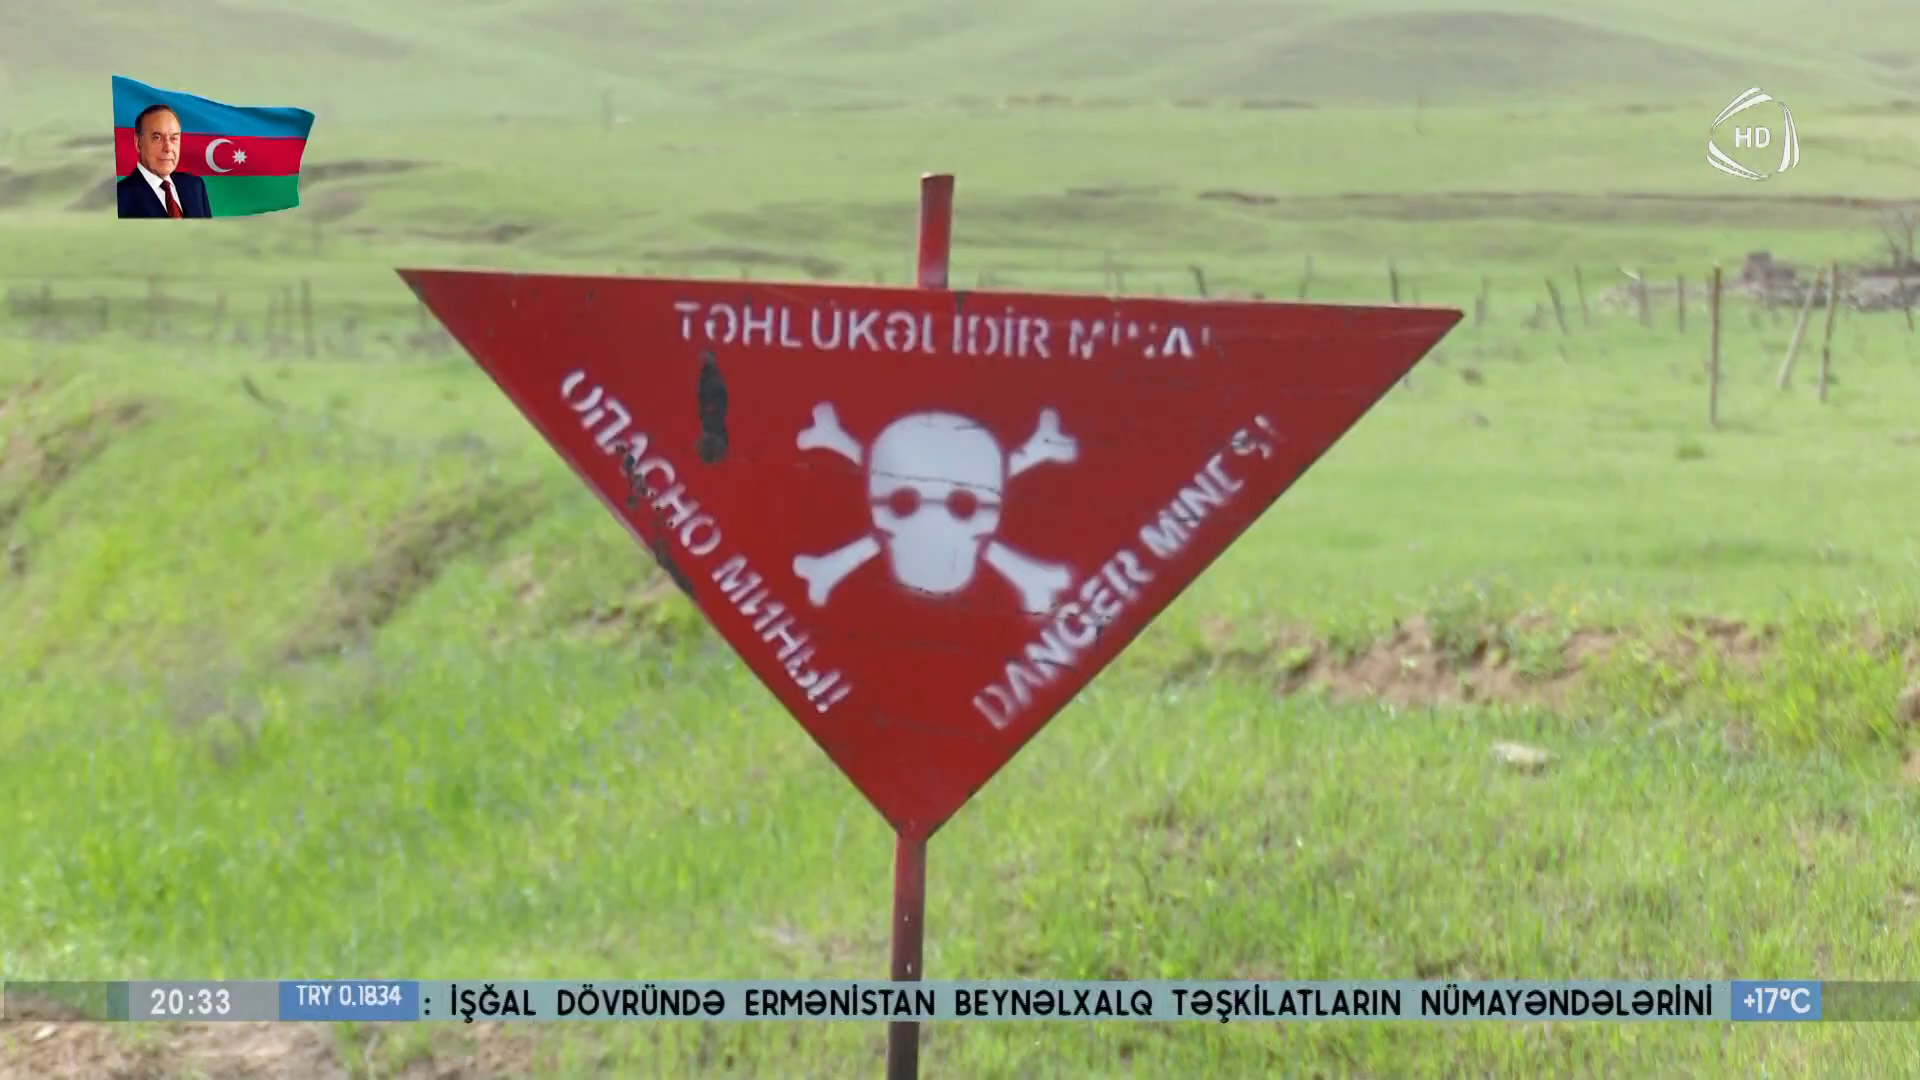 HD
TƏHLÜKƏLİDİR MİNA!
ОПАСНО МИНЫ!
DANGER MINES!
20:33
TRY 0.1834
: İŞĞAL DÖVRÜNDƏ ERMƏNİSTAN BEYNƏLXALQ TƏŞKİLATLARIN NÜMAYƏNDƏLƏRİNİ
+17°C